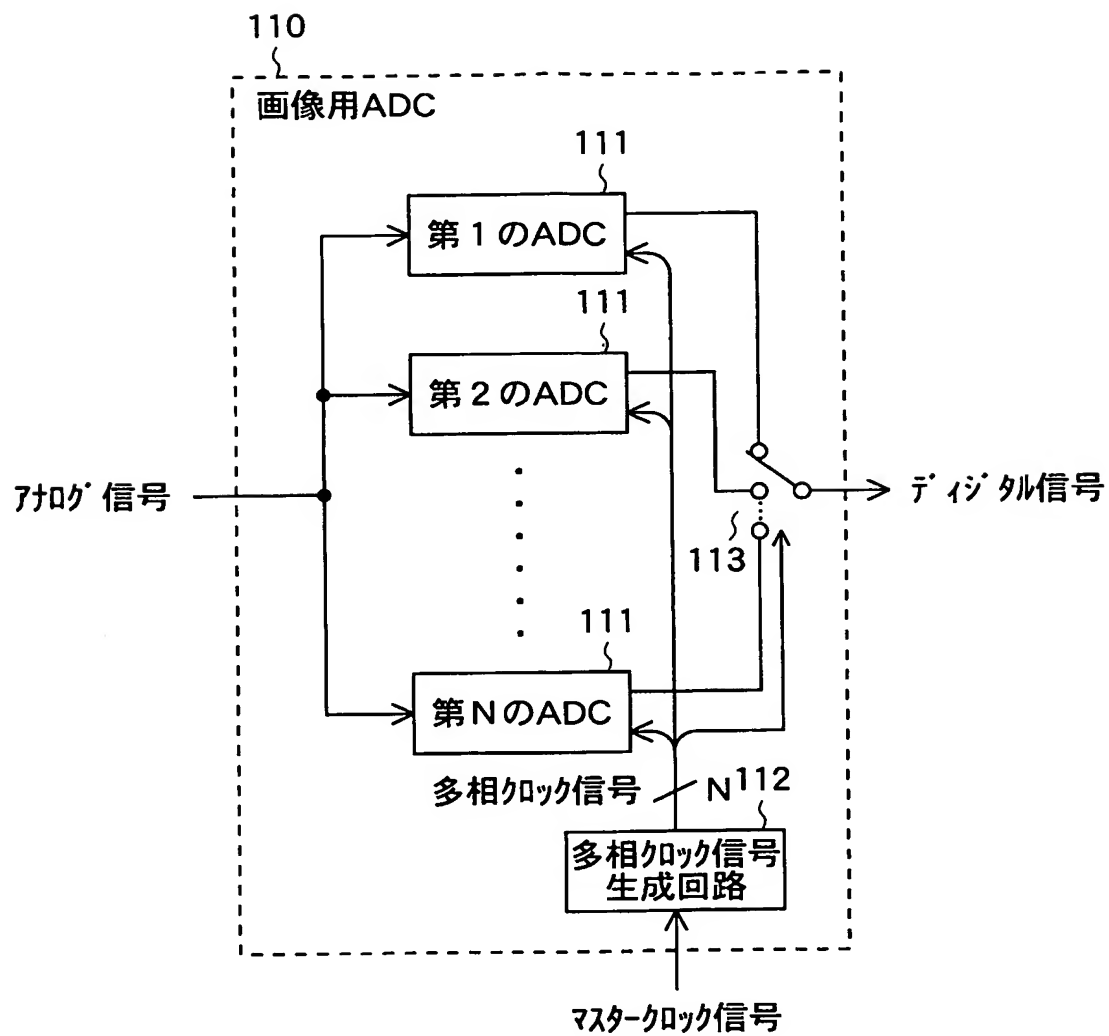 110
画像用ADC
111
第1のADC
111
第2のADC
アナログ信号
ディジタル信号
113
111
第NのADC
多相クロック信号
N
112
多相クロック信号
生成回路
マスタークロック信号